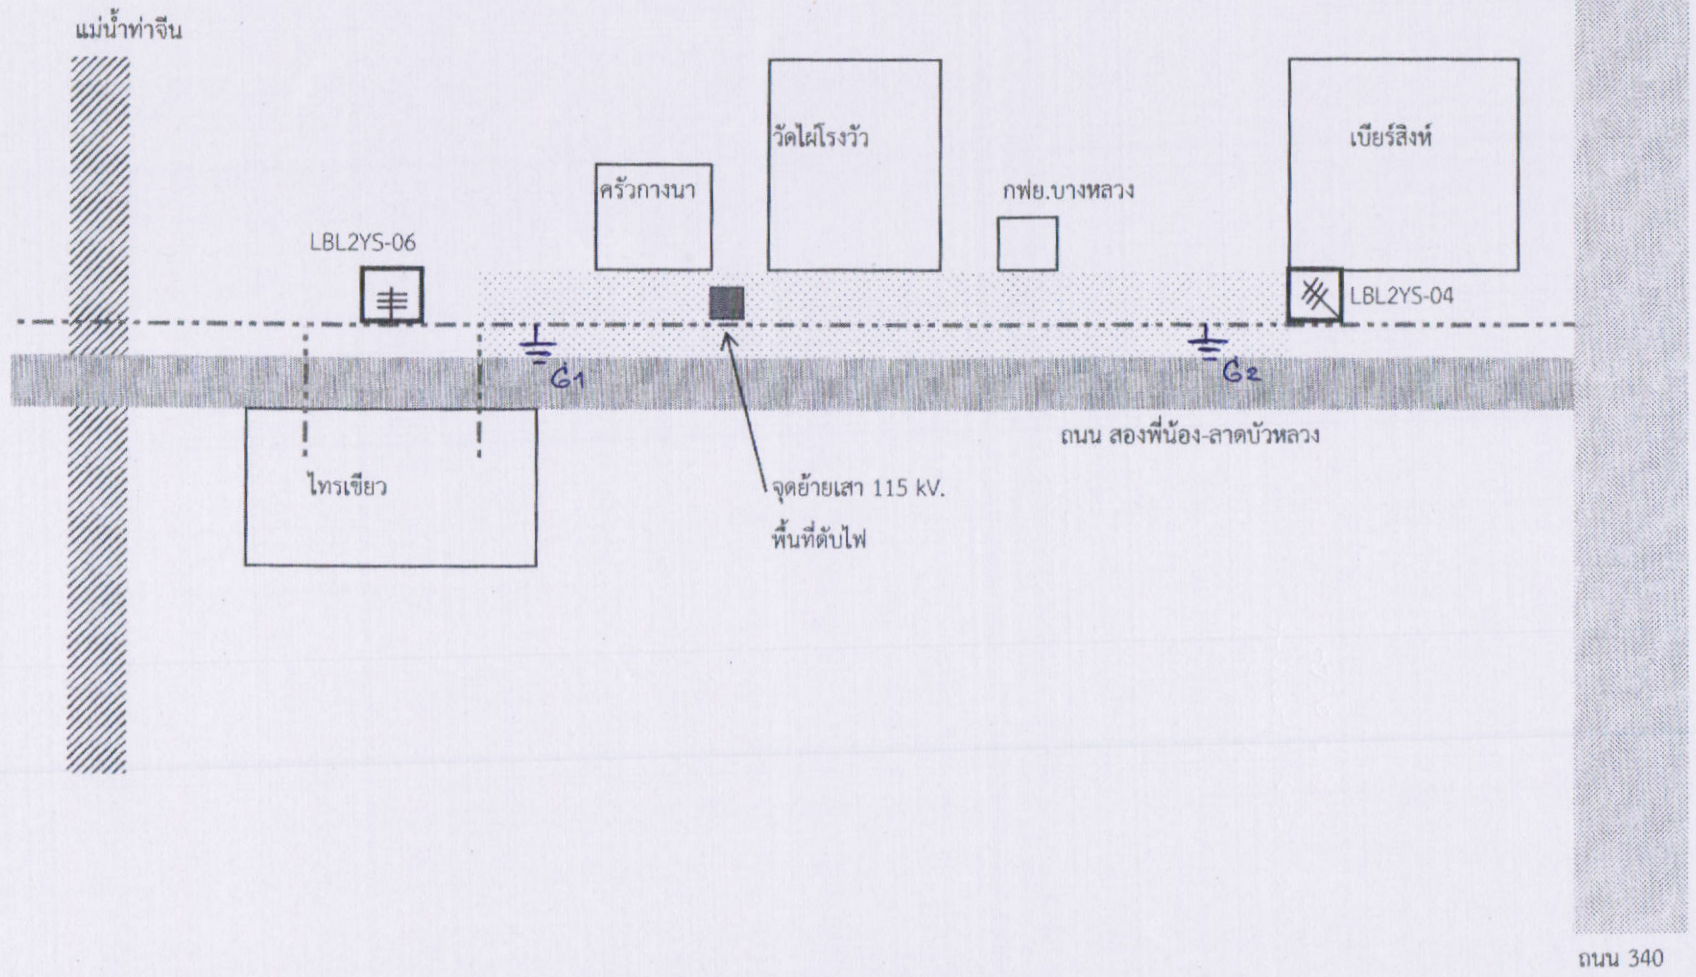 แม่น้ำท่าจีน
วัดไผ่โรงวัว
เบียร์สิงห์
ครัวกางนา
กฟย.บางหลวง
LBL2YS-06
LBL2YS-04
G1
G2
ถนน สองพี่น้อง-ลาดบัวหลวง
ไทรเขียว
จุดย้ายเสา 115 kV.
พื้นที่ดับไฟ
ถนน 340